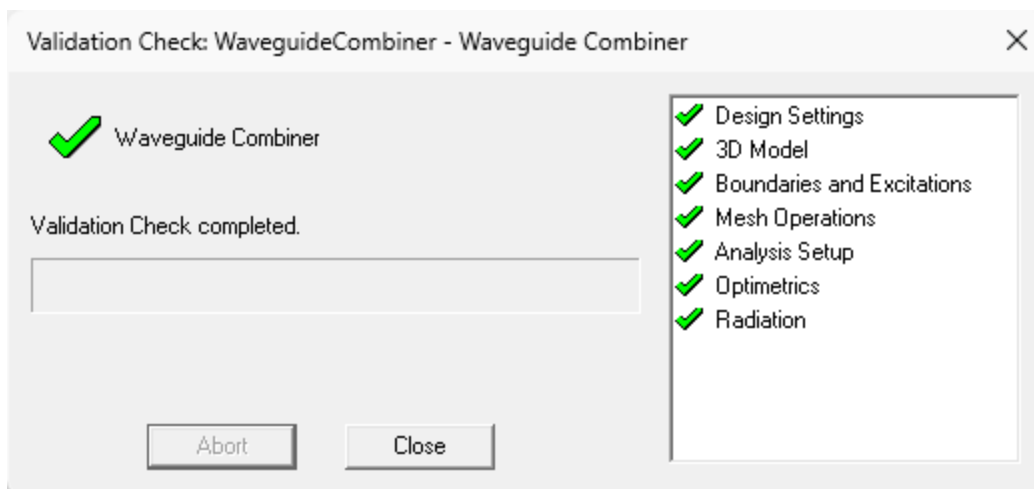 Validation Check: WaveguideCombiner - Waveguide Combiner
Waveguide Combiner
Validation Check completed.
Abort
Close
Design Settings
3D Model
Boundaries and Excitations
Mesh Operations
Analysis Setup
Optimetrics
Radiation